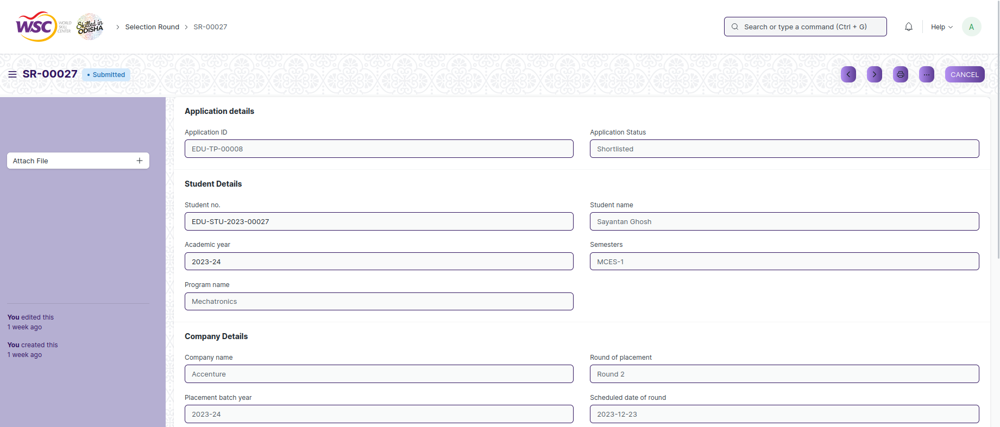 WSC WORLD SKILL CENTER
Skilled in ODISHA
Selection Round
SR-00027
Search or type a command (Ctrl + G)
Help
A
SR-00027
Submitted
CANCEL
Attach File
You edited this
1 week ago
You created this
1 week ago
Application details
Application ID
Application Status
EDU-TP-00008
Shortlisted
Student Details
Student no.
Student name
EDU-STU-2023-00027
Sayantan Ghosh
Academic year
Semesters
2023-24
MCES-1
Program name
Mechatronics
Company Details
Company name
Round of placement
Accenture
Round 2
Placement batch year
Scheduled date of round
2023-24
2023-12-23